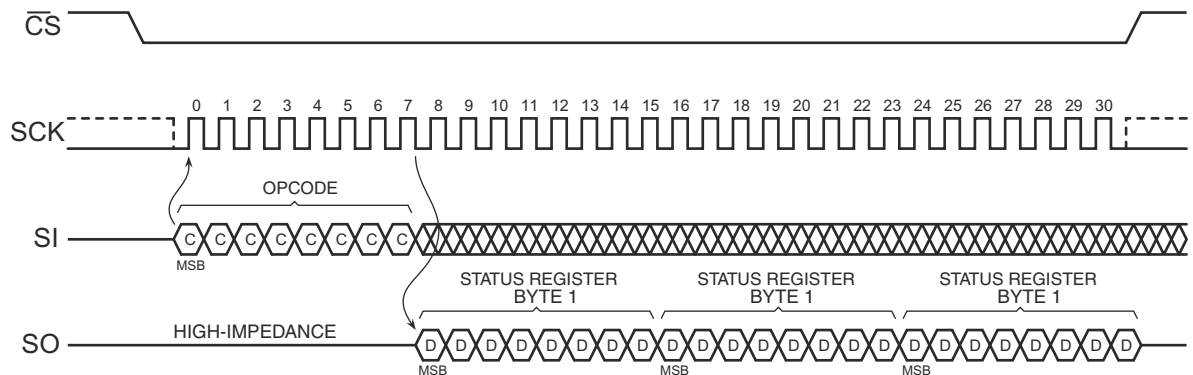 CS
0 1 2 3 4 5 6 7 8 9 10 11 12 13 14 15 16 17 18 19 20 21 22 23 24 25 26 27 28 29 30
SCK
OPCODE
SI
C C C C C C C C
MSB
STATUS REGISTER
BYTE 1
STATUS REGISTER
BYTE 1
STATUS REGISTER
BYTE 1
HIGH-IMPEDANCE
SO
D D D D D D D D D D D D D D D D D D D D D D D D
MSB MSB MSB